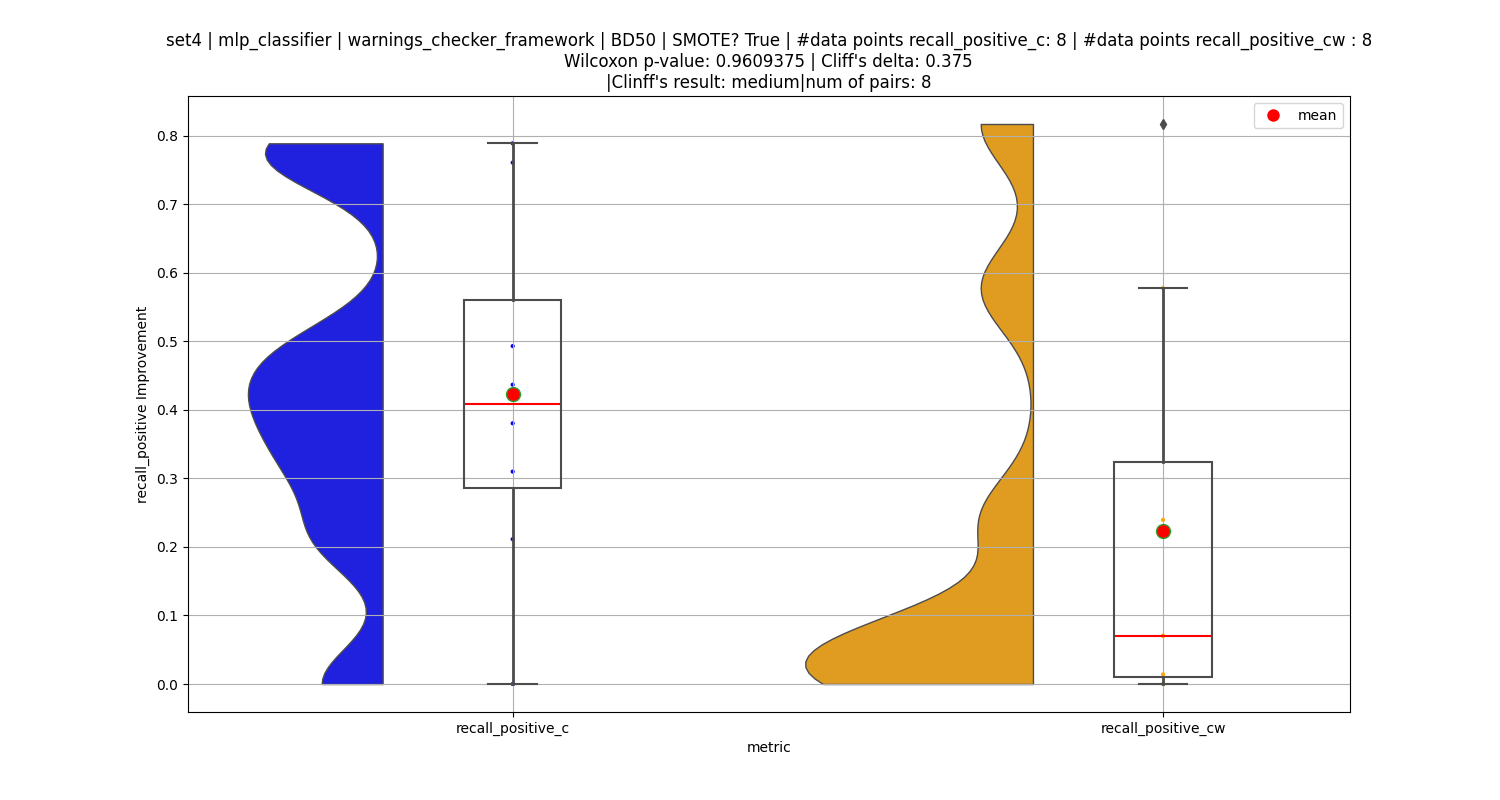 set4 | mlp_classifier | warnings_checker_framework | BD50 | SMOTE? True | #data points recall_positive_c: 8 | #data points recall_positive_cw : 8
Wilcoxon p-value: 0.9609375 | Cliff's delta: 0.375
|Clinff's result: medium|num of pairs: 8
mean
0.8
0.7
0.6
0.5
0.4
0.3
0.2
0.1
0.0
recall_positive Improvement
recall_positive_c
recall_positive_cw
metric